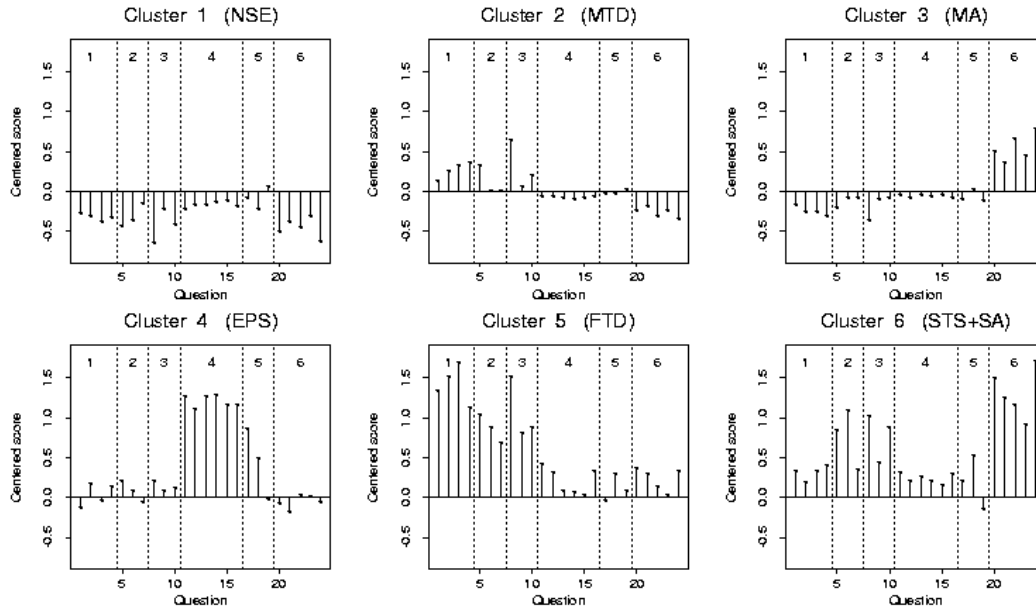 Cluster 1 (NSE)
1 2 3 4 5 6
Centered score
1.5
1.0
0.5
0.0
-0.5
5 10 15 20
Question
Cluster 2 (MTD)
1 2 3 4 5 6
Centered score
1.5
1.0
0.5
0.0
-0.5
5 10 15 20
Question
Cluster 3 (MA)
1 2 3 4 5 6
Centered score
1.5
1.0
0.5
0.0
-0.5
5 10 15 20
Question
Cluster 4 (EPS)
1 2 3 4 5 6
Centered score
1.5
1.0
0.5
0.0
-0.5
5 10 15 20
Question
Cluster 5 (FTD)
1 2 3 4 5 6
Centered score
1.5
1.0
0.5
0.0
-0.5
5 10 15 20
Question
Cluster 6 (STS+SA)
1 2 3 4 5 6
Centered score
1.5
1.0
0.5
0.0
-0.5
5 10 15 20
Question